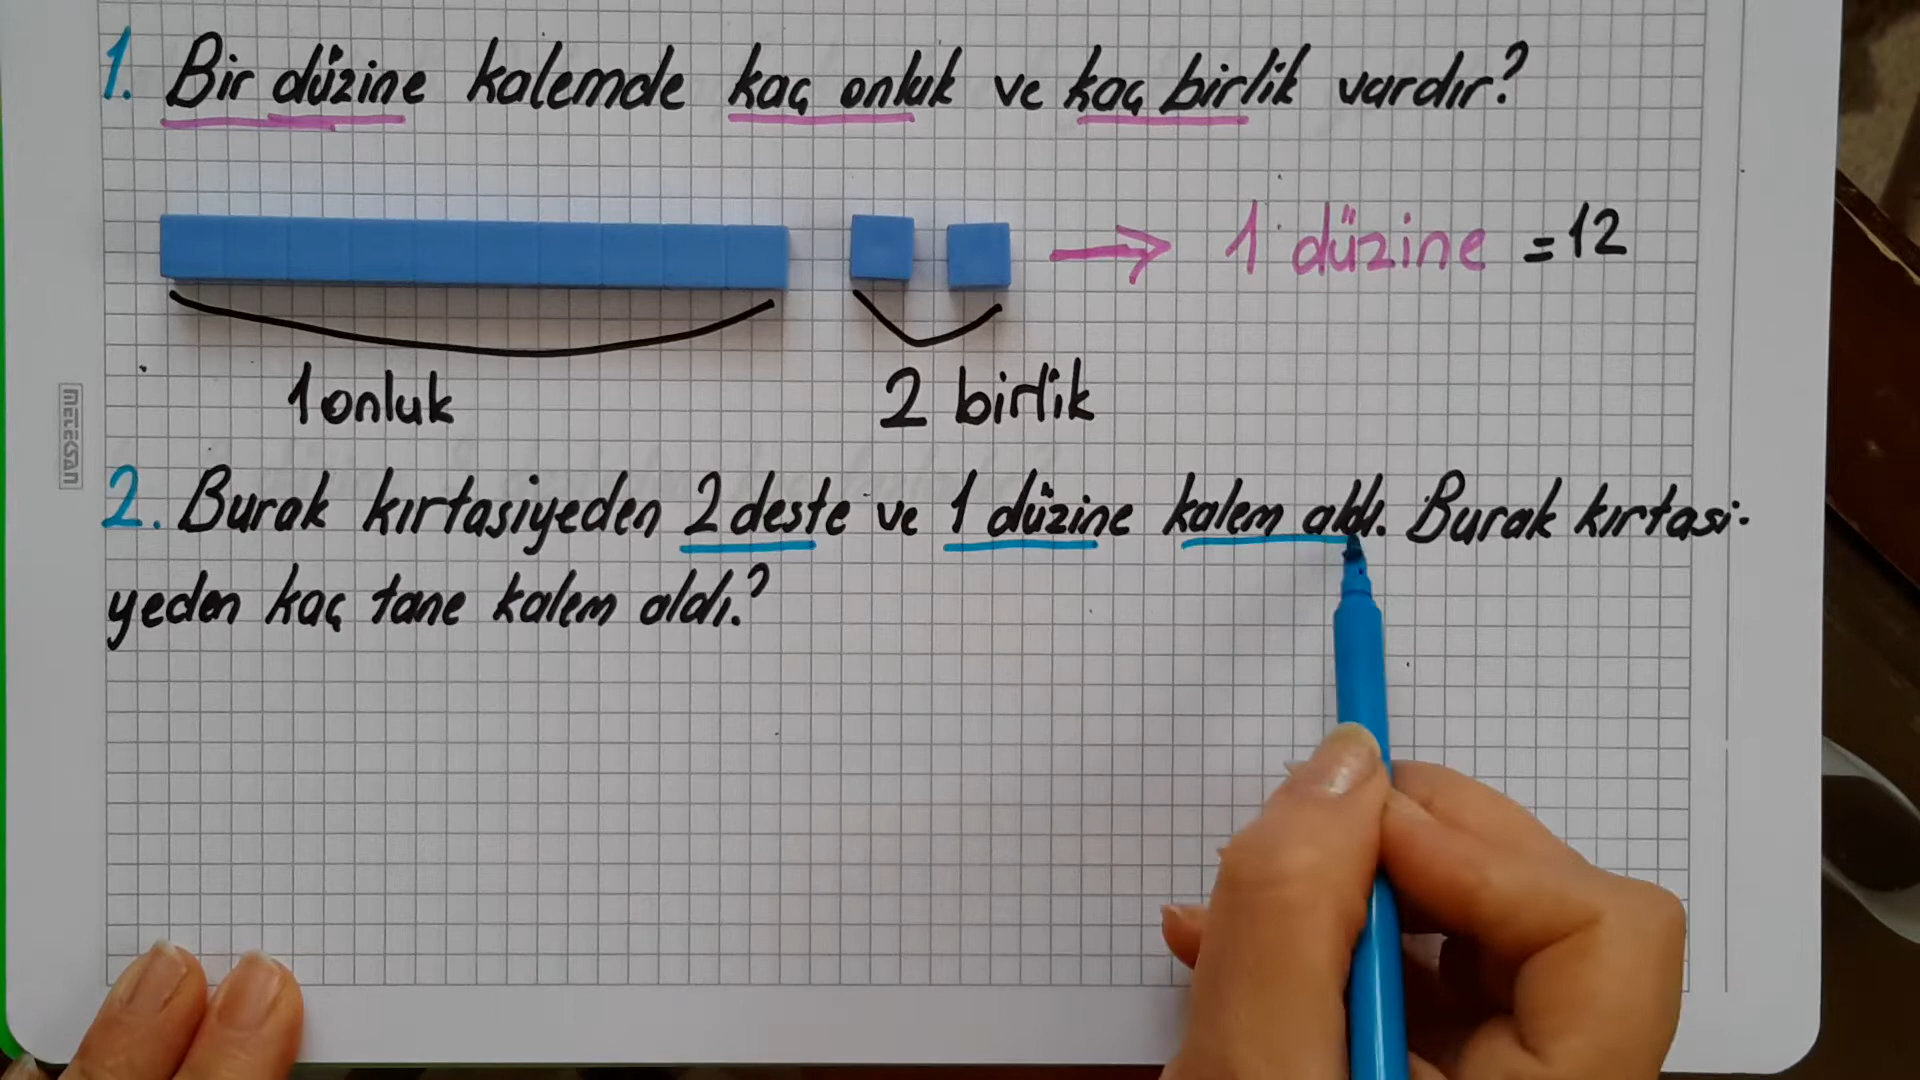 1. Bir düzine kalemde kaç onluk ve kaç birlik vardır?
1 düzine = 12
1 onluk
2 birlik
METEKSAN
2. Burak kırtasiyeden 2 deste ve 1 düzine kalem aldı. Burak kırtasi-
yeden kaç tane kalem aldı?